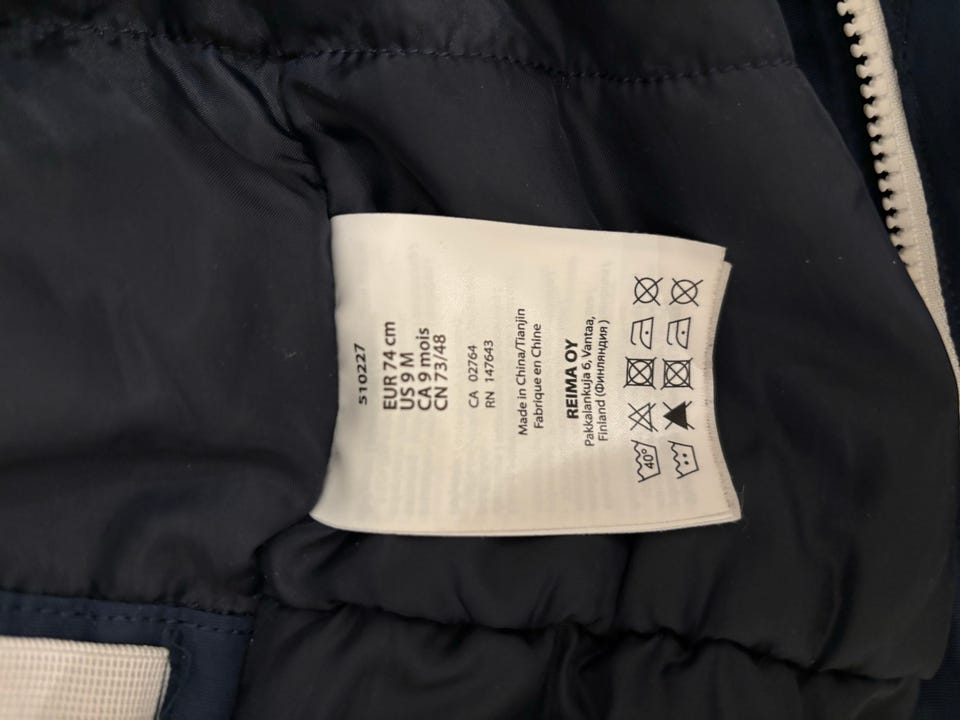 510227
EUR 74 cm
US 9 M
CA 9 mois
CN 73/48
CA 02764
RN 147643
Made in China/Tianjin
Fabrique en Chine
REIMA OY
Pakkalankuja 6, Vantaa,
Finland (Финляндия )
40°